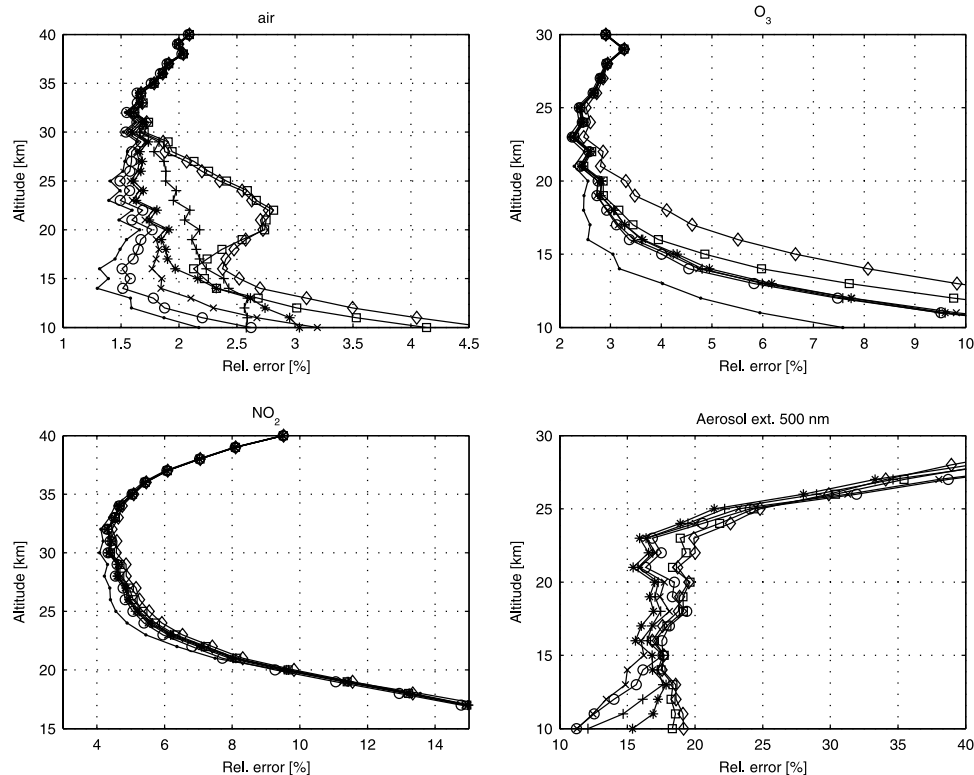 air
Altitude [km]
40
35
30
25
20
15
10
1 1.5 2 2.5 3 3.5 4 4.5
Rel. error [%]
O3
Altitude [km]
30
25
20
15
10
2 3 4 5 6 7 8 9 10
Rel. error [%]
NO2
Altitude [km]
40
35
30
25
20
15
4 6 8 10 12 14
Rel. error [%]
Aerosol ext. 500 nm
Altitude [km]
30
25
20
15
10
10 15 20 25 30 35 40
Rel. error [%]